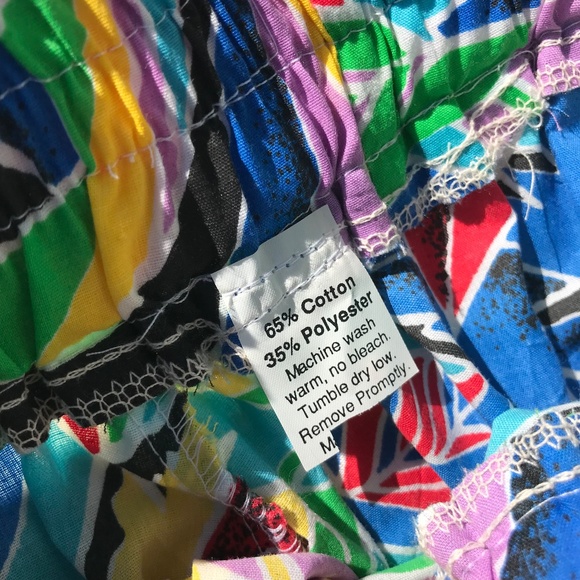 65% Cotton
35% Polyester
Machine wash
warm, no bleach.
Tumble dry low.
Remove Promptly.
M